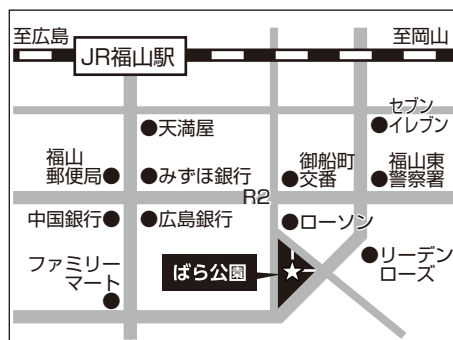 至広島
至岡山
JR福山駅
セブン
イレブン
天満屋
福山
郵便局
みずほ銀行
御船町
交番
福山東
警察署
R2
中国銀行
広島銀行
ローソン
ファミリー
マート
ばら公園
リーデン
ローズ